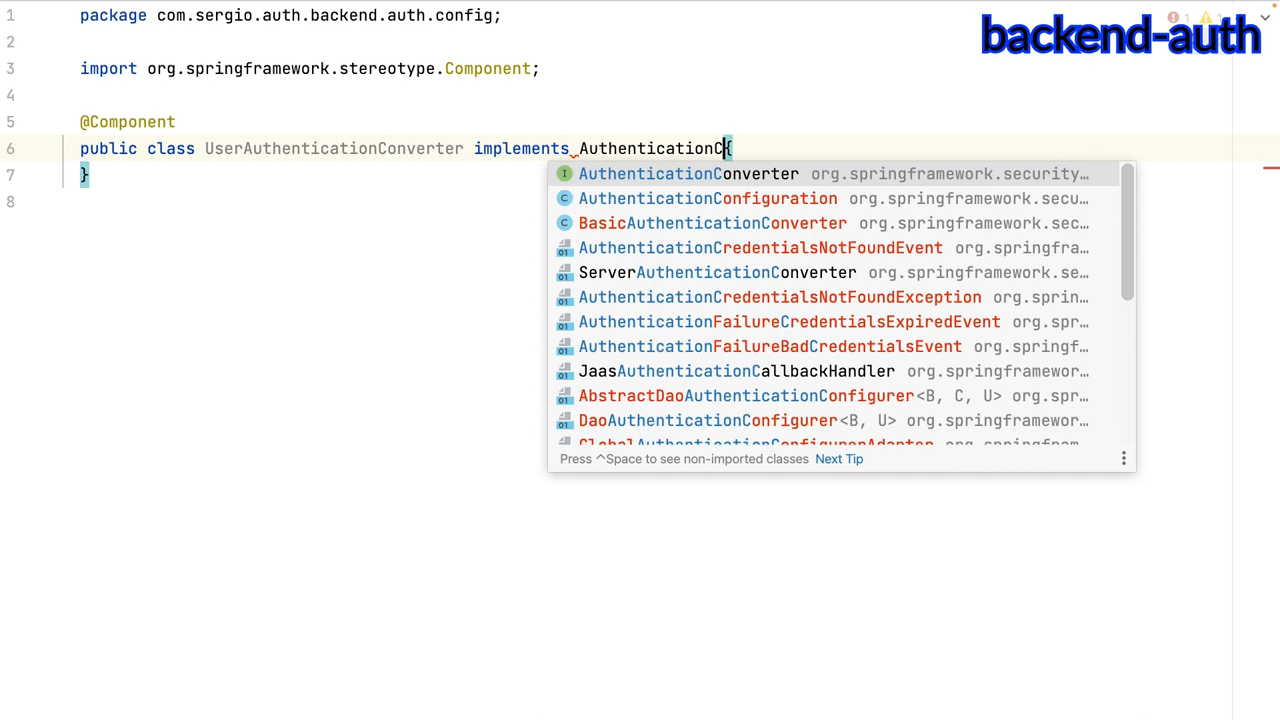 1 package com.sergio.auth.backend.auth.config;
backend-auth
2
3 import org.springframework.stereotype.Component;
4
5 @Component
6 public class UserAuthenticationConverter implements AuthenticationC{
7 }
8
AuthenticationConverter org.springframework.security…
AuthenticationConfiguration org.springframework.secu…
BasicAuthenticationConverter org.springframework.sec…
AuthenticationCredentialsNotFoundEvent org.springfra…
ServerAuthenticationConverter org.springframework.se…
AuthenticationCredentialsNotFoundException org.sprin…
AuthenticationFailureCredentialsExpiredEvent org.spr…
AuthenticationFailureBadCredentialsEvent org.springf…
JaasAuthenticationCallbackHandler org.springframewor…
AbstractDaoAuthenticationConfigurer<B, C, U> org.spr…
DaoAuthenticationConfigurer<B, U> org.springframewor…
GlobalAuthenticationConfigurerAdapter org.springfram…
Press ^Space to see non-imported classes Next Tip